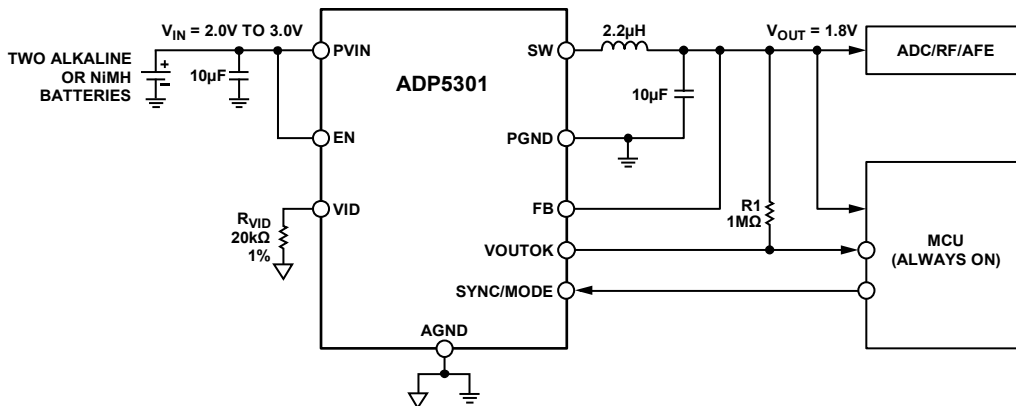 V_IN = 2.0V TO 3.0V
TWO ALKALINE
OR NiMH
BATTERIES
+
–
10µF
PVIN
EN
VID
R_VID
20kΩ
1%
ADP5301
AGND
SW
PGND
FB
VOUTOK
SYNC/MODE
2.2µH
10µF
V_OUT = 1.8V
R1
1MΩ
ADC/RF/AFE
MCU
(ALWAYS ON)